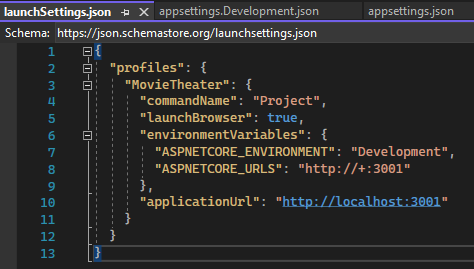 launchSettings.json appsettings.Development.json appsettings.json
Schema: https://json.schemastore.org/launchsettings.json
1 {
2 "profiles": {
3 "MovieTheater": {
4 "commandName": "Project",
5 "launchBrowser": true,
6 "environmentVariables": {
7 "ASPNETCORE_ENVIRONMENT": "Development",
8 "ASPNETCORE_URLS": "http://+:3001"
9 },
10 "applicationUrl": "http://localhost:3001"
11 }
12 }
13 }